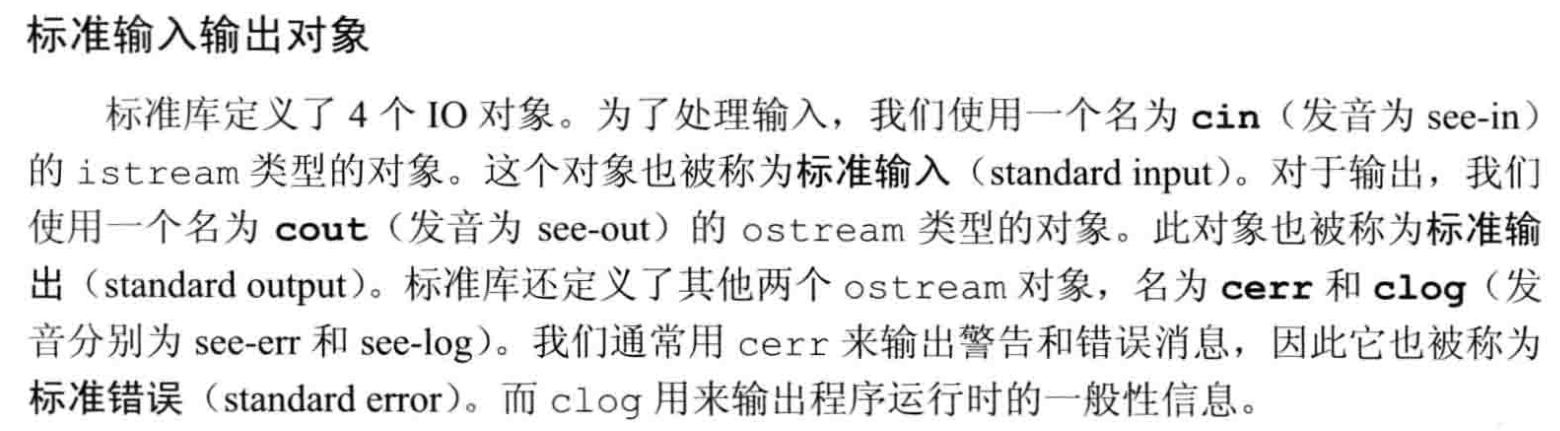 标准输入输出对象
标准库定义了 4 个 IO 对象。为了处理输入，我们使用一个名为 cin（发音为 see-in）
的 istream 类型的对象。这个对象也被称为标准输入（standard input）。对于输出，我们
使用一个名为 cout（发音为 see-out）的 ostream 类型的对象。此对象也被称为标准输
出（standard output）。标准库还定义了其他两个 ostream 对象，名为 cerr 和 clog（发
音分别为 see-err 和 see-log）。我们通常用 cerr 来输出警告和错误消息，因此它也被称为
标准错误（standard error）。而 clog 用来输出程序运行时的一般性信息。